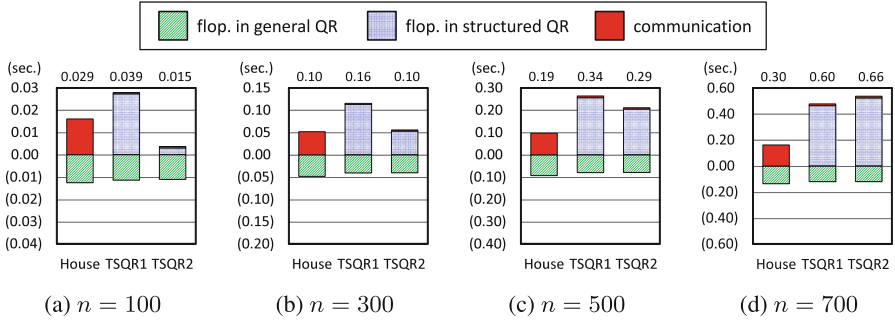 flop. in general QR flop. in structured QR communication
(sec.) 0.029 0.039 0.015
0.03
0.02
0.01
0.00
(0.01)
(0.02)
(0.03)
(0.04)
House TSQR1 TSQR2
(a) n = 100
(sec.) 0.10 0.16 0.10
0.15
0.10
0.05
0.00
(0.05)
(0.10)
(0.15)
(0.20)
House TSQR1 TSQR2
(b) n = 300
(sec.) 0.19 0.34 0.29
0.30
0.20
0.10
0.00
(0.10)
(0.20)
(0.30)
(0.40)
House TSQR1 TSQR2
(c) n = 500
(sec.) 0.30 0.60 0.66
0.60
0.40
0.20
0.00
(0.20)
(0.40)
(0.60)
House TSQR1 TSQR2
(d) n = 700